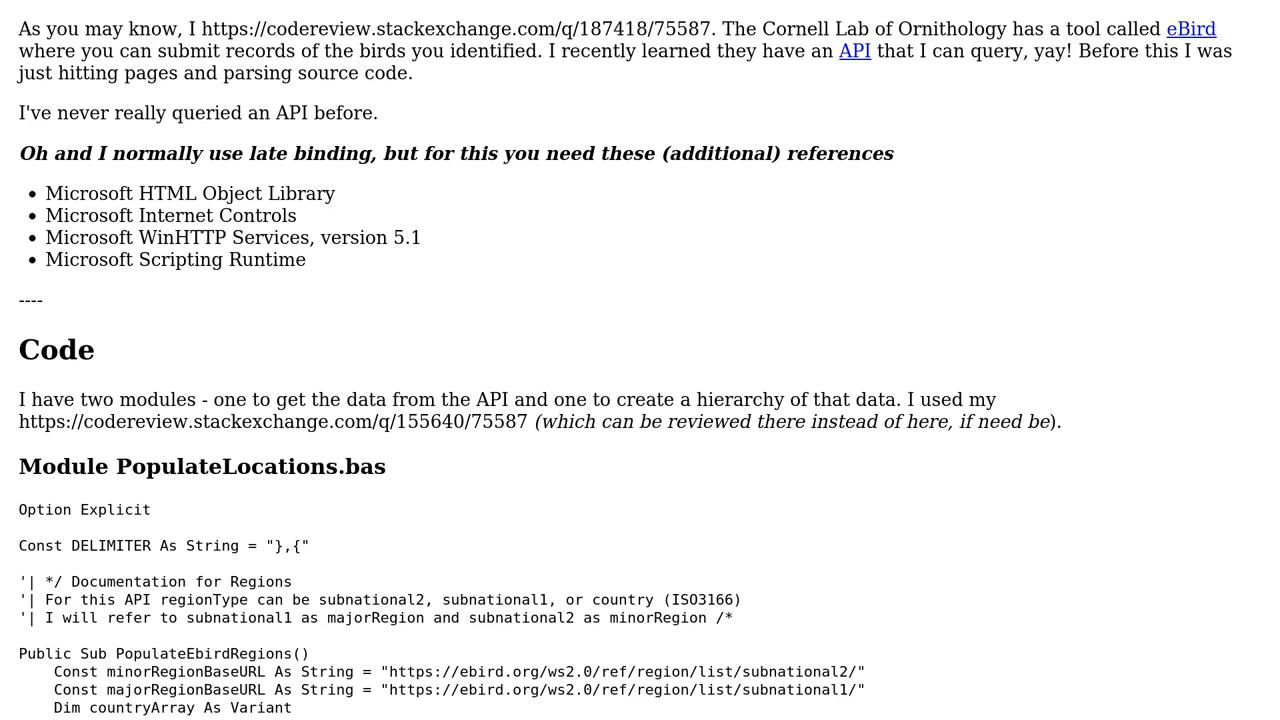 As you may know, I https://codereview.stackexchange.com/q/187418/75587. The Cornell Lab of Ornithology has a tool called eBird
where you can submit records of the birds you identified. I recently learned they have an API that I can query, yay! Before this I was
just hitting pages and parsing source code.
I've never really queried an API before.
Oh and I normally use late binding, but for this you need these (additional) references
• Microsoft HTML Object Library
• Microsoft Internet Controls
• Microsoft WinHTTP Services, version 5.1
• Microsoft Scripting Runtime
----
Code
I have two modules - one to get the data from the API and one to create a hierarchy of that data. I used my
https://codereview.stackexchange.com/q/155640/75587 (which can be reviewed there instead of here, if need be).
Module PopulateLocations.bas
Option Explicit
Const DELIMITER As String = "},{"
'| */ Documentation for Regions
'| For this API regionType can be subnational2, subnational1, or country (ISO3166)
'| I will refer to subnational1 as majorRegion and subnational2 as minorRegion /*
Public Sub PopulateEbirdRegions()
    Const minorRegionBaseURL As String = "https://ebird.org/ws2.0/ref/region/list/subnational2/"
    Const majorRegionBaseURL As String = "https://ebird.org/ws2.0/ref/region/list/subnational1/"
    Dim countryArray As Variant